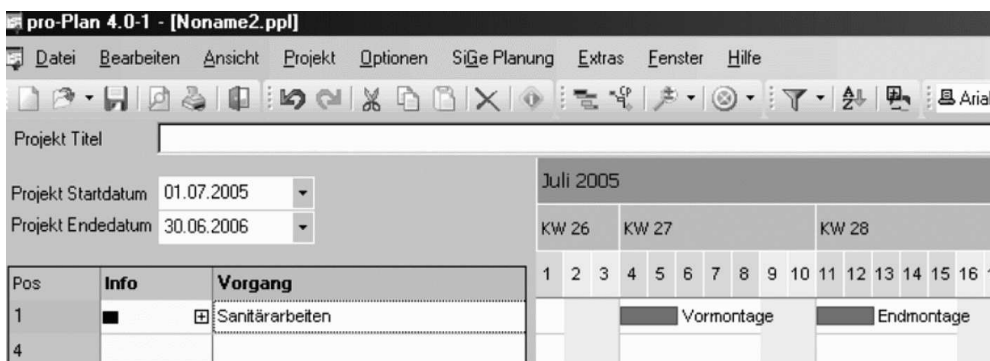 pro-Plan 4.0-1 - [Noname2.ppl]
Datei Bearbeiten Ansicht Projekt Optionen SiGe Planung Extras Fenster Hilfe
Arial
Projekt Titel
Projekt Startdatum 01.07.2005
Projekt Endedatum 30.06.2006
Juli 2005
KW 26 KW 27 KW 28
Pos Info Vorgang
1 2 3 4 5 6 7 8 9 10 11 12 13 14 15 16 1
1 Sanitärarbeiten Vormontage Endmontage
4